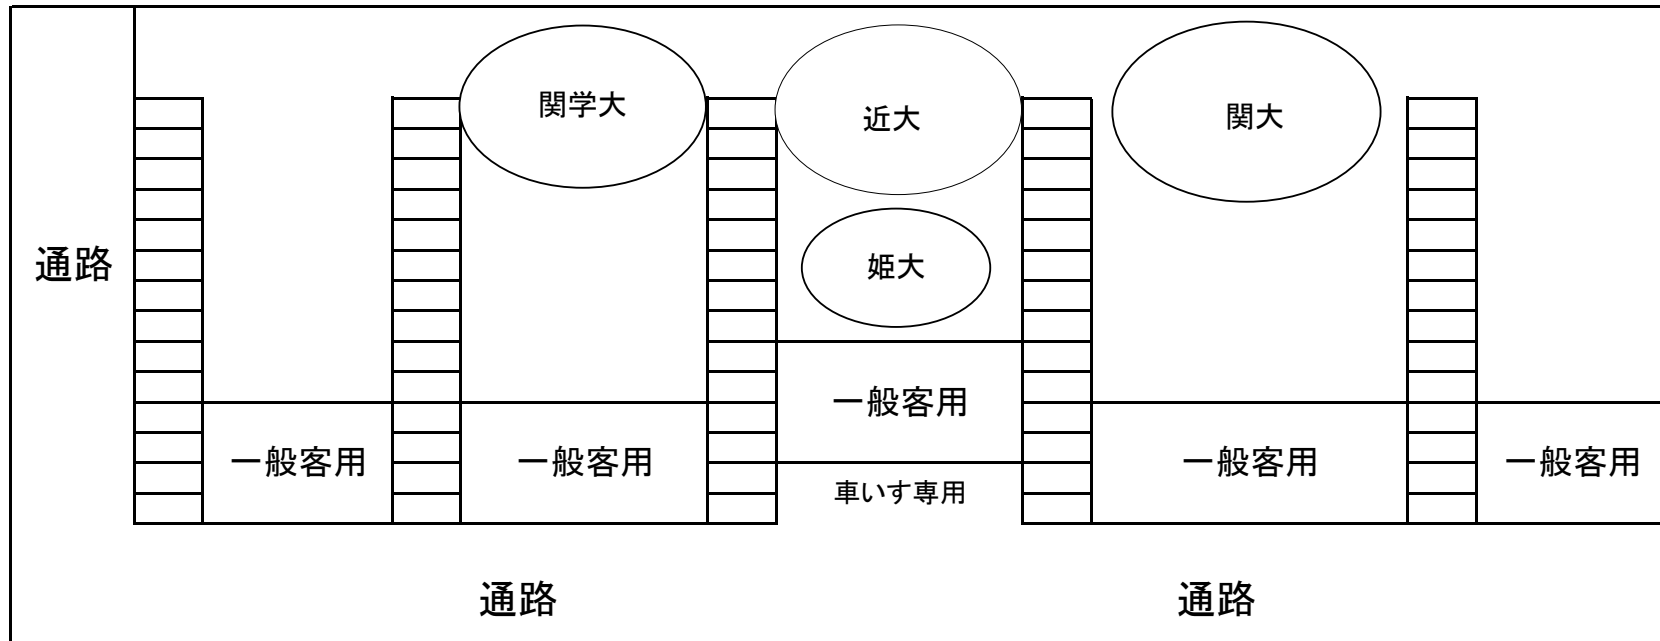 関学大
近大
関大
通路
姫大
一般客用
一般客用
一般客用
一般客用
一般客用
車いす専用
通路
通路